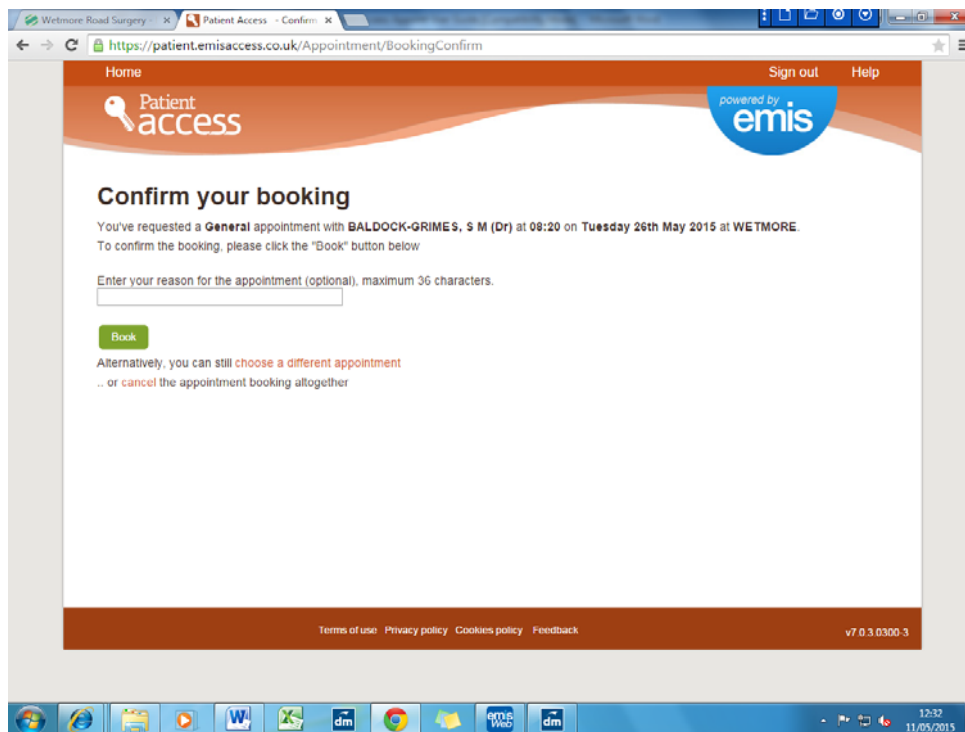 Wetmore Road Surgery -
Patient Access - Confirm
https://patient.emisaccess.co.uk/Appointment/BookingConfirm
Home Sign out Help
Patient access
powered by emis
Confirm your booking
You've requested a General appointment with BALDOCK-GRIMES, S M (Dr) at 08:20 on Tuesday 26th May 2015 at WETMORE.
To confirm the booking, please click the "Book" button below
Enter your reason for the appointment (optional), maximum 36 characters.
Book
Alternatively, you can still choose a different appointment
.. or cancel the appointment booking altogether
Terms of use Privacy policy Cookies policy Feedback v7.0.3.0300-3
W X dm emis Web dm 12:32
11/05/2015